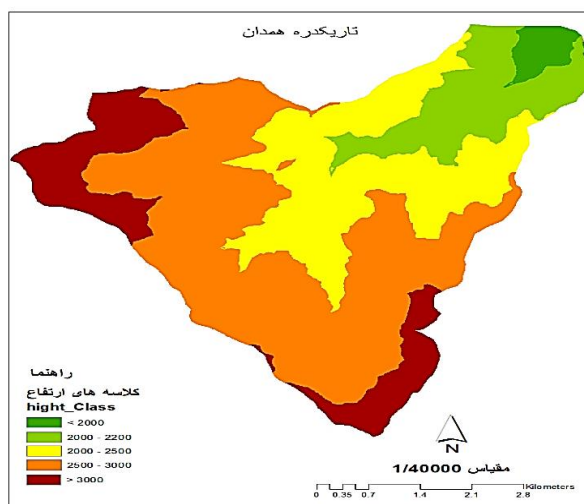 تاریکدره همدان
راهنما
کلاسه های ارتفاع
hight_Class
< 2000
2000 - 2200
2000 - 2500
2500 - 3000
> 3000
N
مقیاس 1/40000
0 0.35 0.7 1.4 2.1 2.8 Kilometers